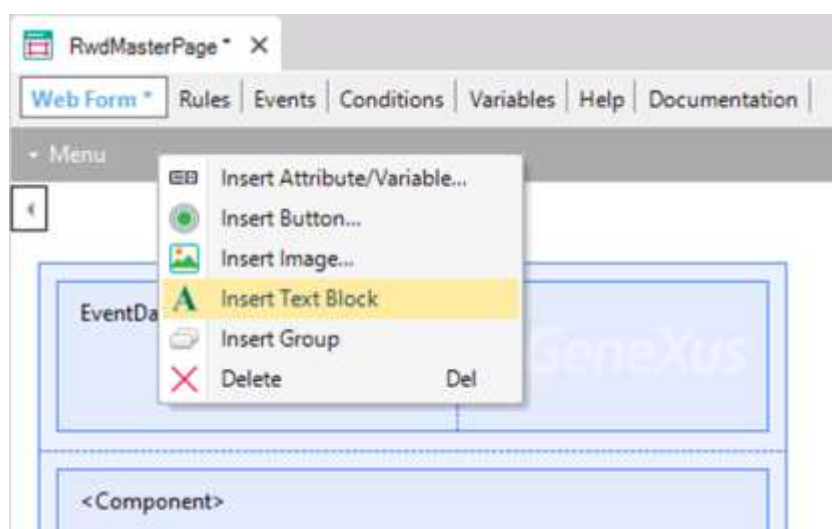 RwdMasterPage *
Web Form * Rules Events Conditions Variables Help Documentation
Menu
Insert Attribute/Variable...
Insert Button...
Insert Image...
EventDa
Insert Text Block
Insert Group
GeneXus
Delete Del
<Component>